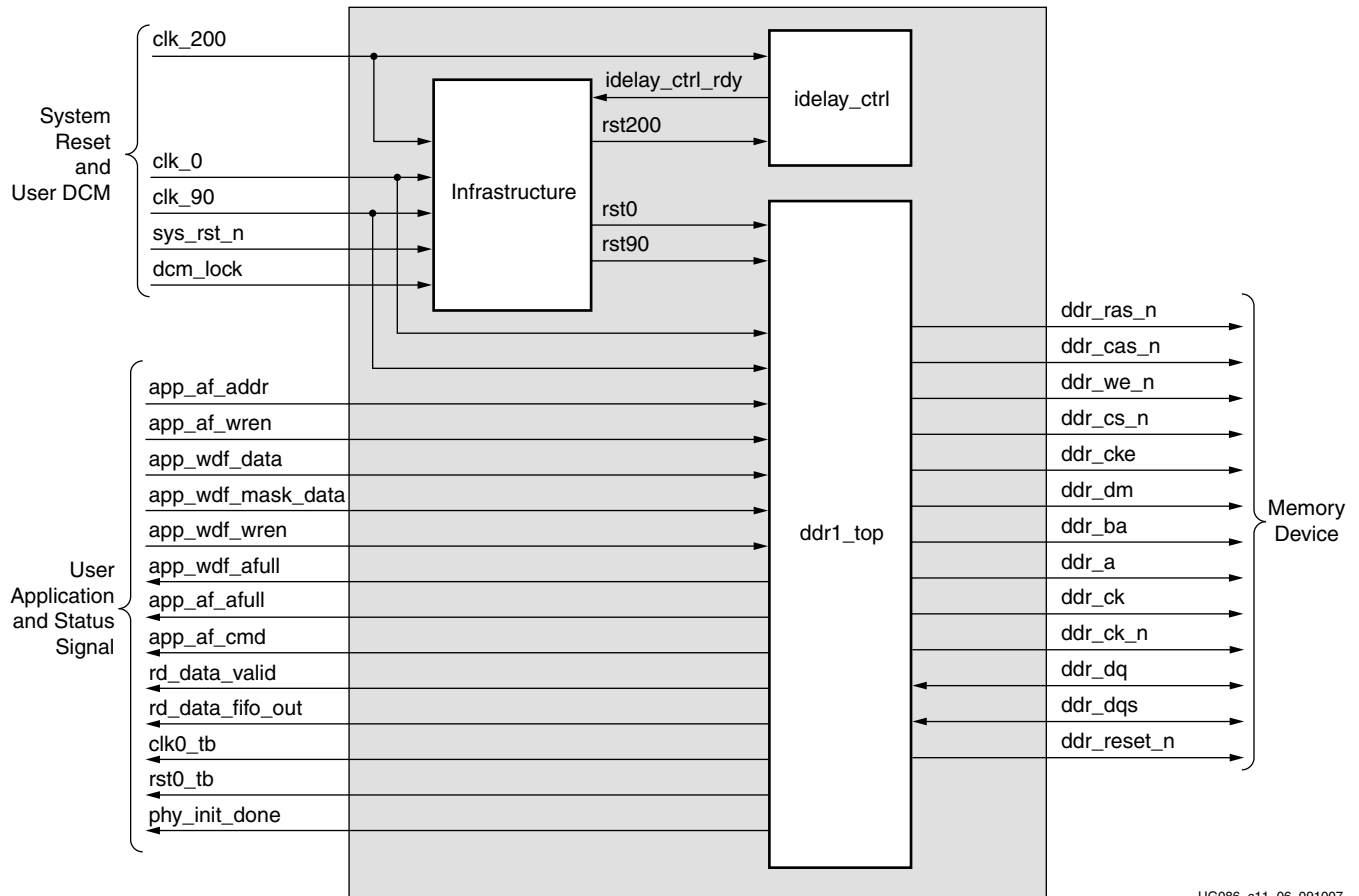 clk_200
idelay_ctrl_rdy
idelay_ctrl
rst200
System
Reset
and
User DCM
clk_0
clk_90
sys_rst_n
dcm_lock
Infrastructure
rst0
rst90
ddr_ras_n
ddr_cas_n
ddr_we_n
ddr_cs_n
ddr_cke
ddr_dm
ddr_ba
ddr_a
ddr_ck
ddr_ck_n
ddr_dq
ddr_dqs
ddr_reset_n
Memory
Device
ddr1_top
app_af_addr
app_af_wren
app_wdf_data
app_wdf_mask_data
app_wdf_wren
app_wdf_afull
app_af_afull
app_af_cmd
rd_data_valid
rd_data_fifo_out
clk0_tb
rst0_tb
phy_init_done
User
Application
and Status
Signal
UG086_c11_06_091007